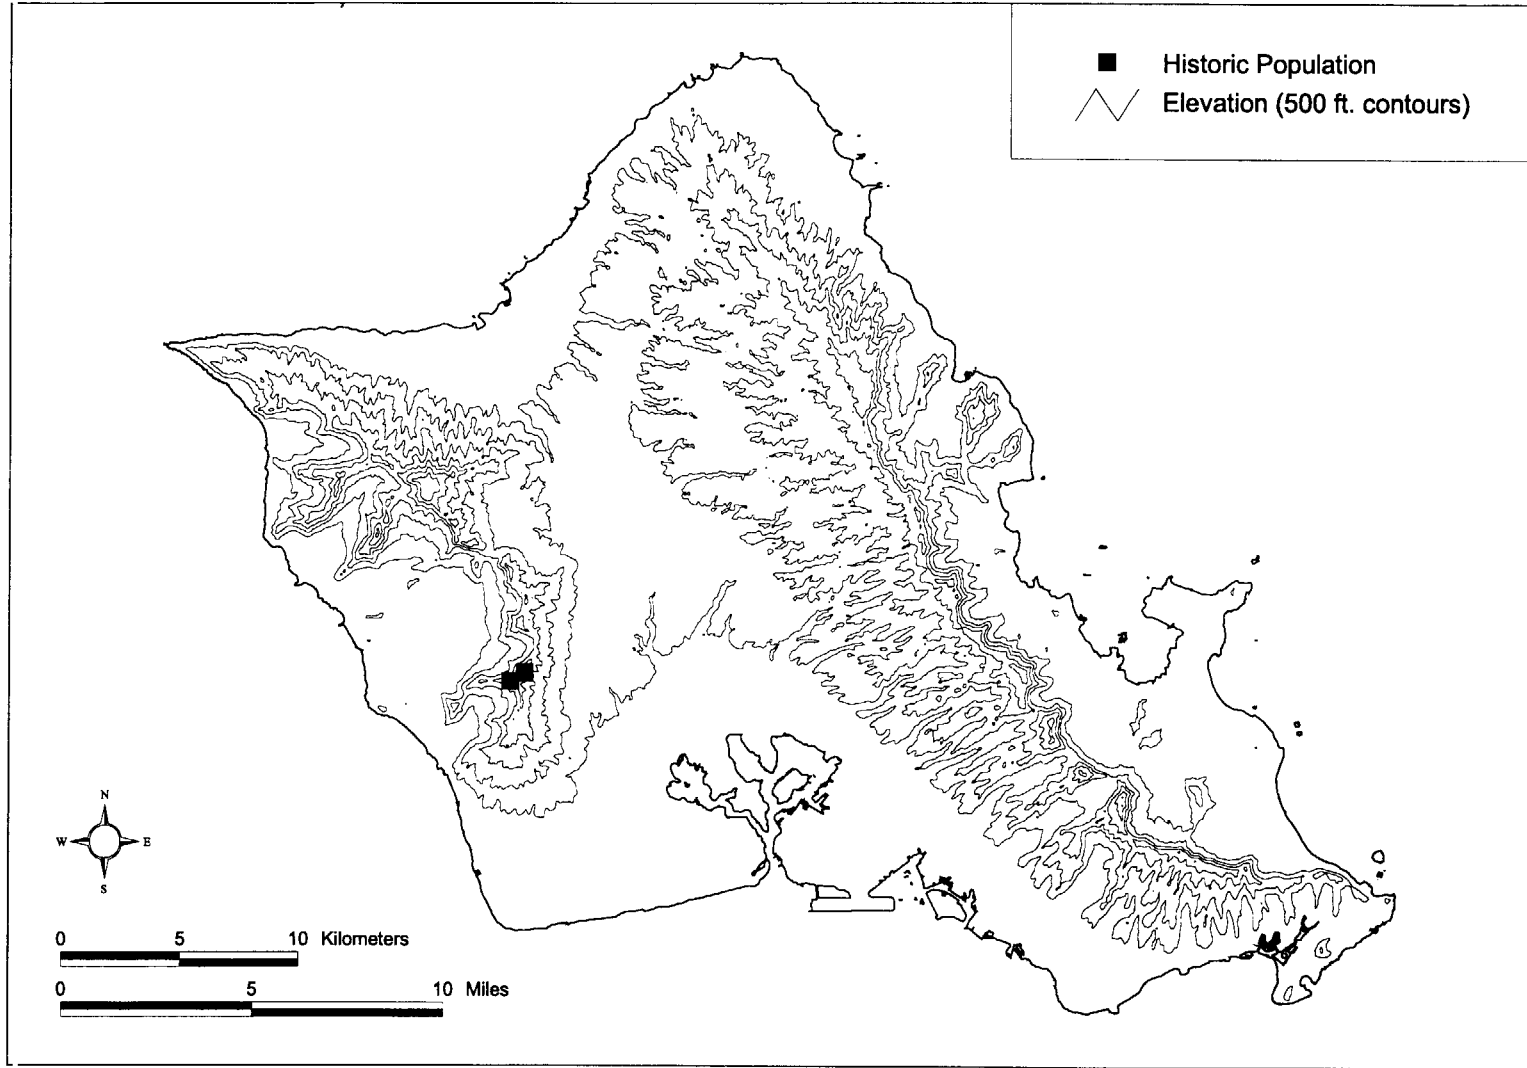 Historic Population
Elevation (500 ft. contours)
N
W E
S
0 5 10 Kilometers
0 5 10 Miles